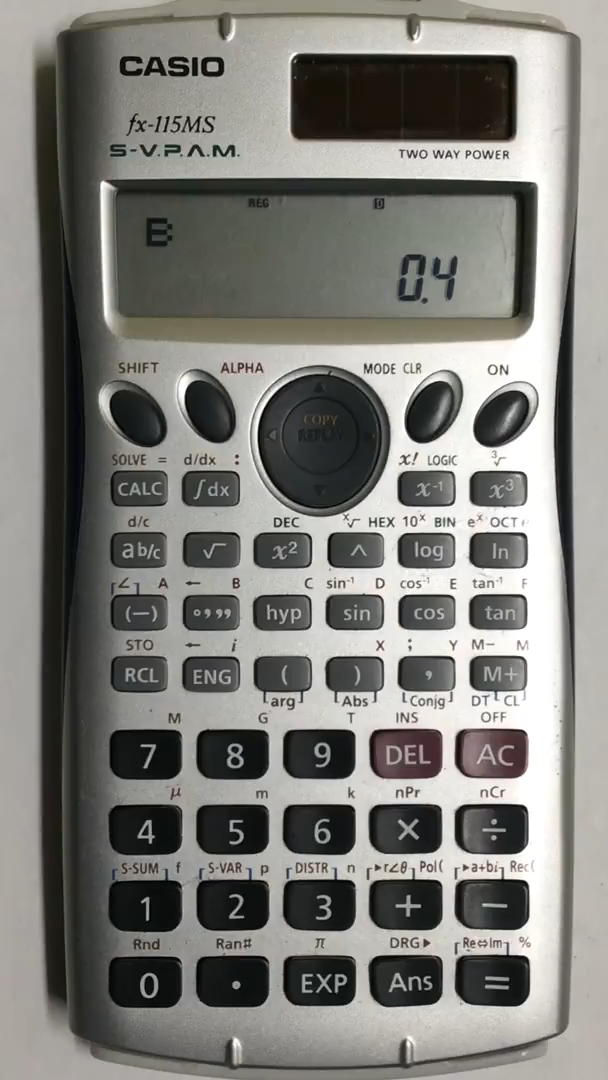 CASIO
fx-115MS
S-V.P.A.M.
TWO WAY POWER
REG D
B:
0.4
SHIFT ALPHA MODE CLR ON
COPY
REPLAY
SOLVE = d/dx : x! LOGIC ³√
CALC ∫dx x⁻¹ x³
d/c DEC ˣ√ HEX 10ˣ BIN eˣ OCT
ab/c √ x² ^ log ln
∠ A ← B C sin⁻¹ D cos⁻¹ E tan⁻¹ F
(−) °,,, hyp sin cos tan
STO ← i X ; Y M− M
RCL ENG ( ) , M+
arg Abs Conjg DT CL
M G T INS OFF
7 8 9 DEL AC
μ m k nPr nCr
4 5 6 × ÷
S-SUM f S-VAR p DISTR n ▶r∠θ Pol( ▶a+bi Rec(
1 2 3 + −
Rnd Ran# π DRG▶ Re⇔Im %
0 . EXP Ans =